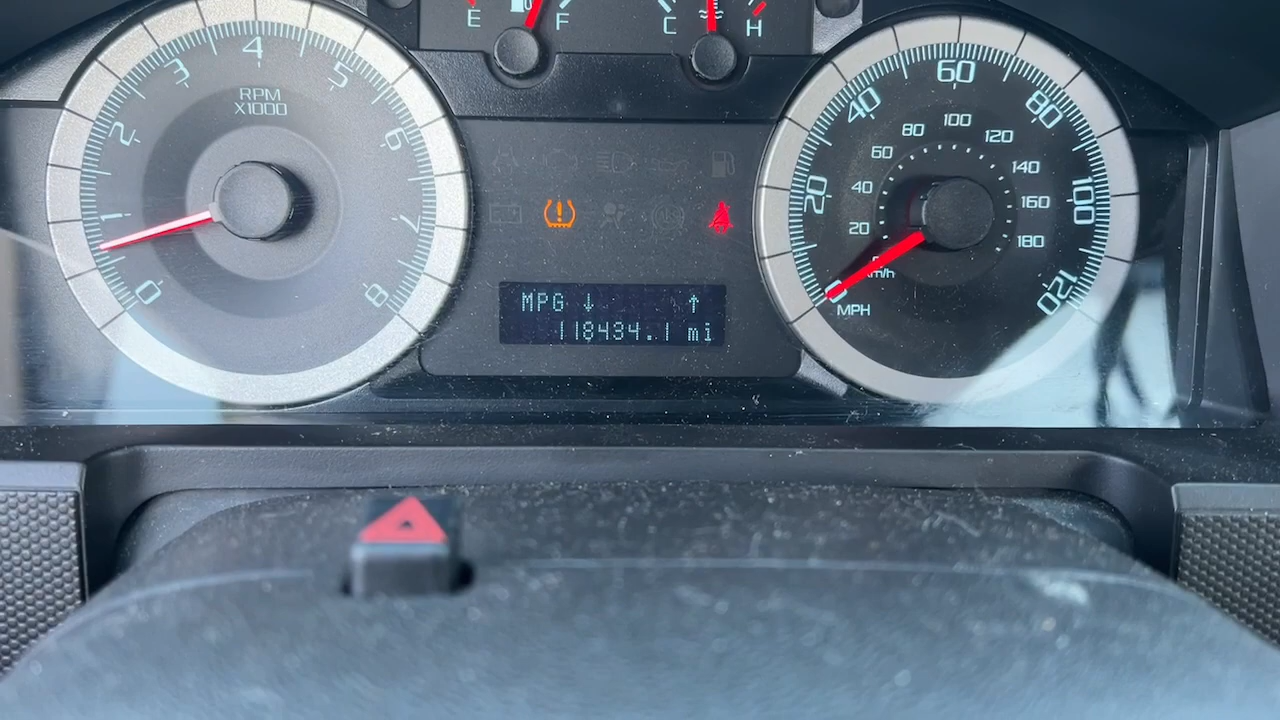 E F C H
0 1 2 3 4 5 6 7 8
RPM
X1000
0 20 40 60 80 100 120
20 40 60 80 100 120 140 160 180
km/h
MPH
MPG ↓ ↑
118434.1 mi